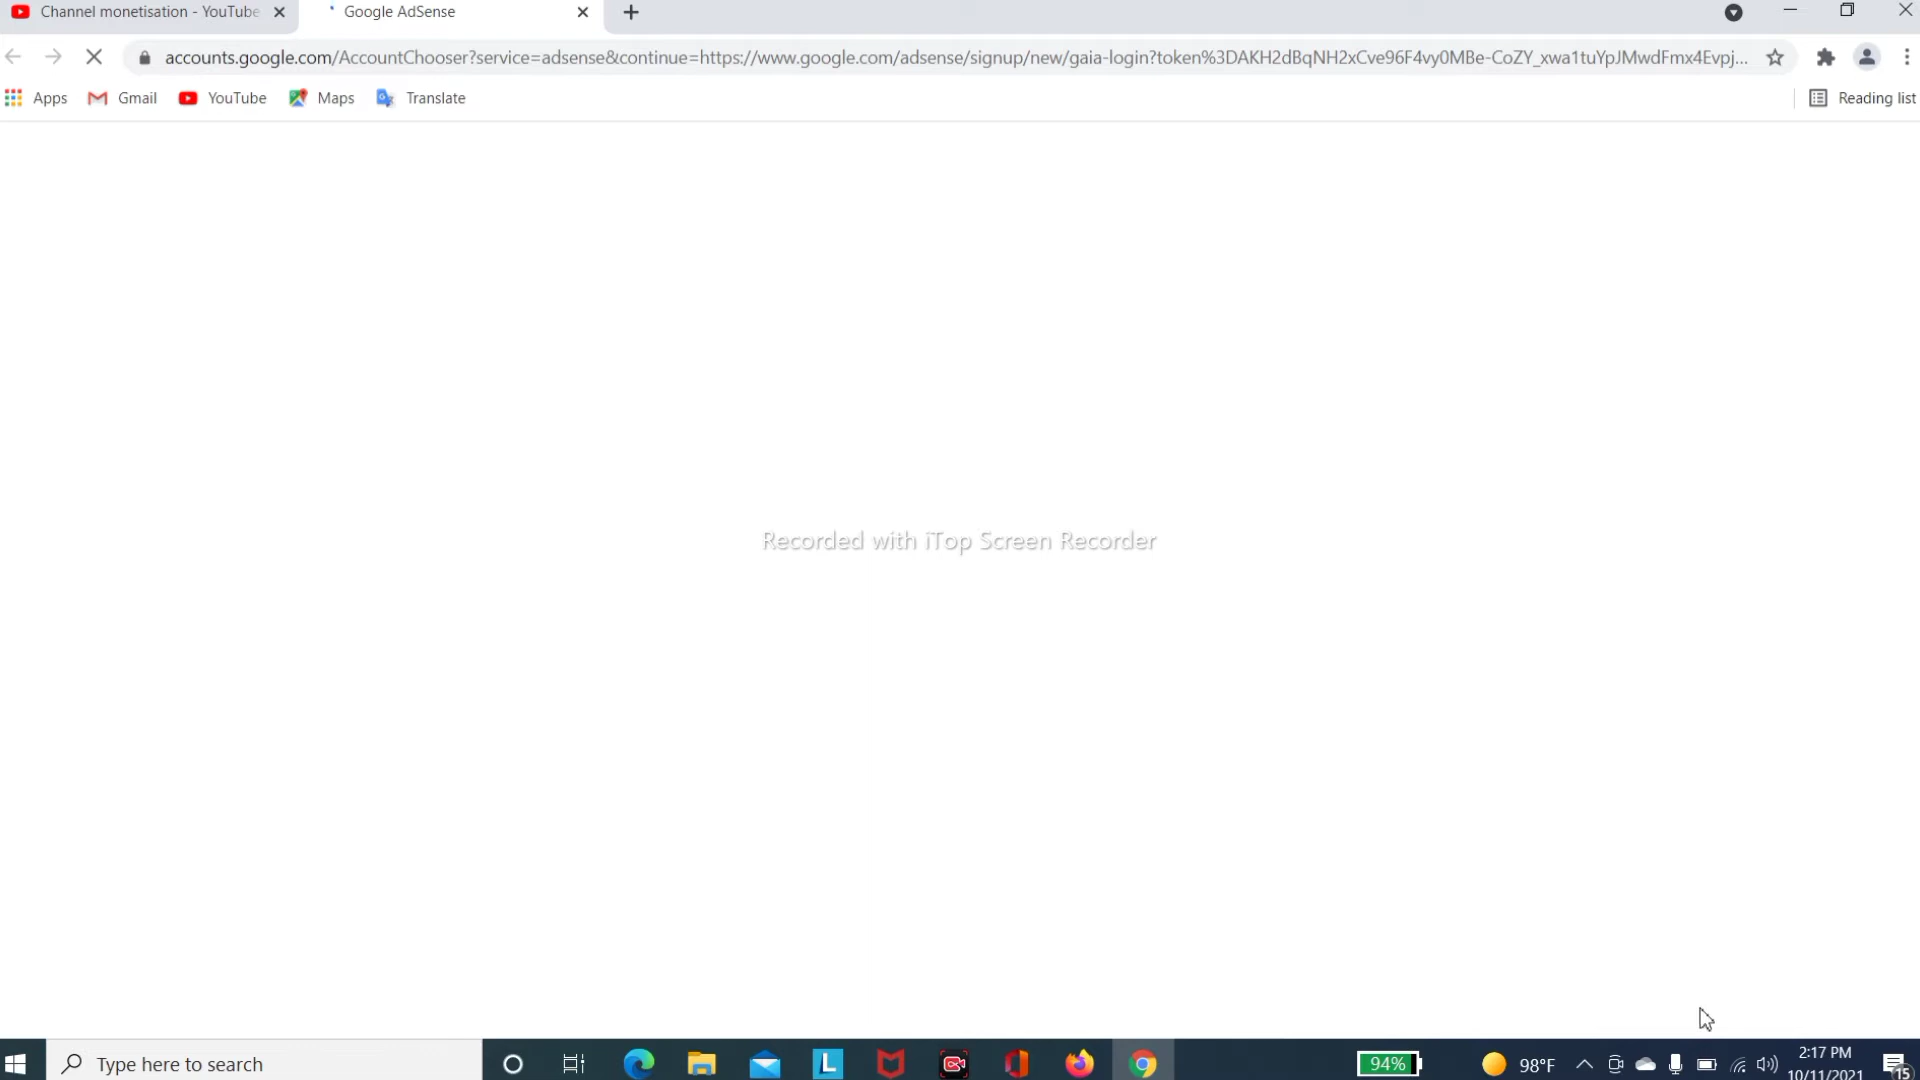 Channel monetisation - YouTube
Google AdSense
accounts.google.com/AccountChooser?service=adsense&continue=https://www.google.com/adsense/signup/new/gaia-login?token%3DAKH2dBqNH2xCve96F4vy0MBe-CoZY_xwa1tuYpJMwdFmx4Evpj...
Apps Gmail YouTube Maps Translate Reading list
Recorded with iTop Screen Recorder
Type here to search
94%
98°F
2:17 PM
10/11/2021
15